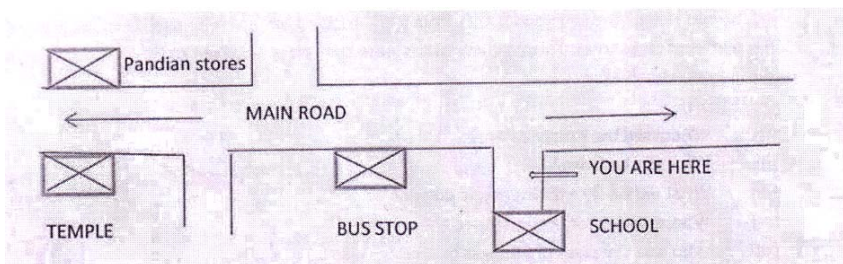 Pandian stores
MAIN ROAD
YOU ARE HERE
TEMPLE
BUS STOP
SCHOOL